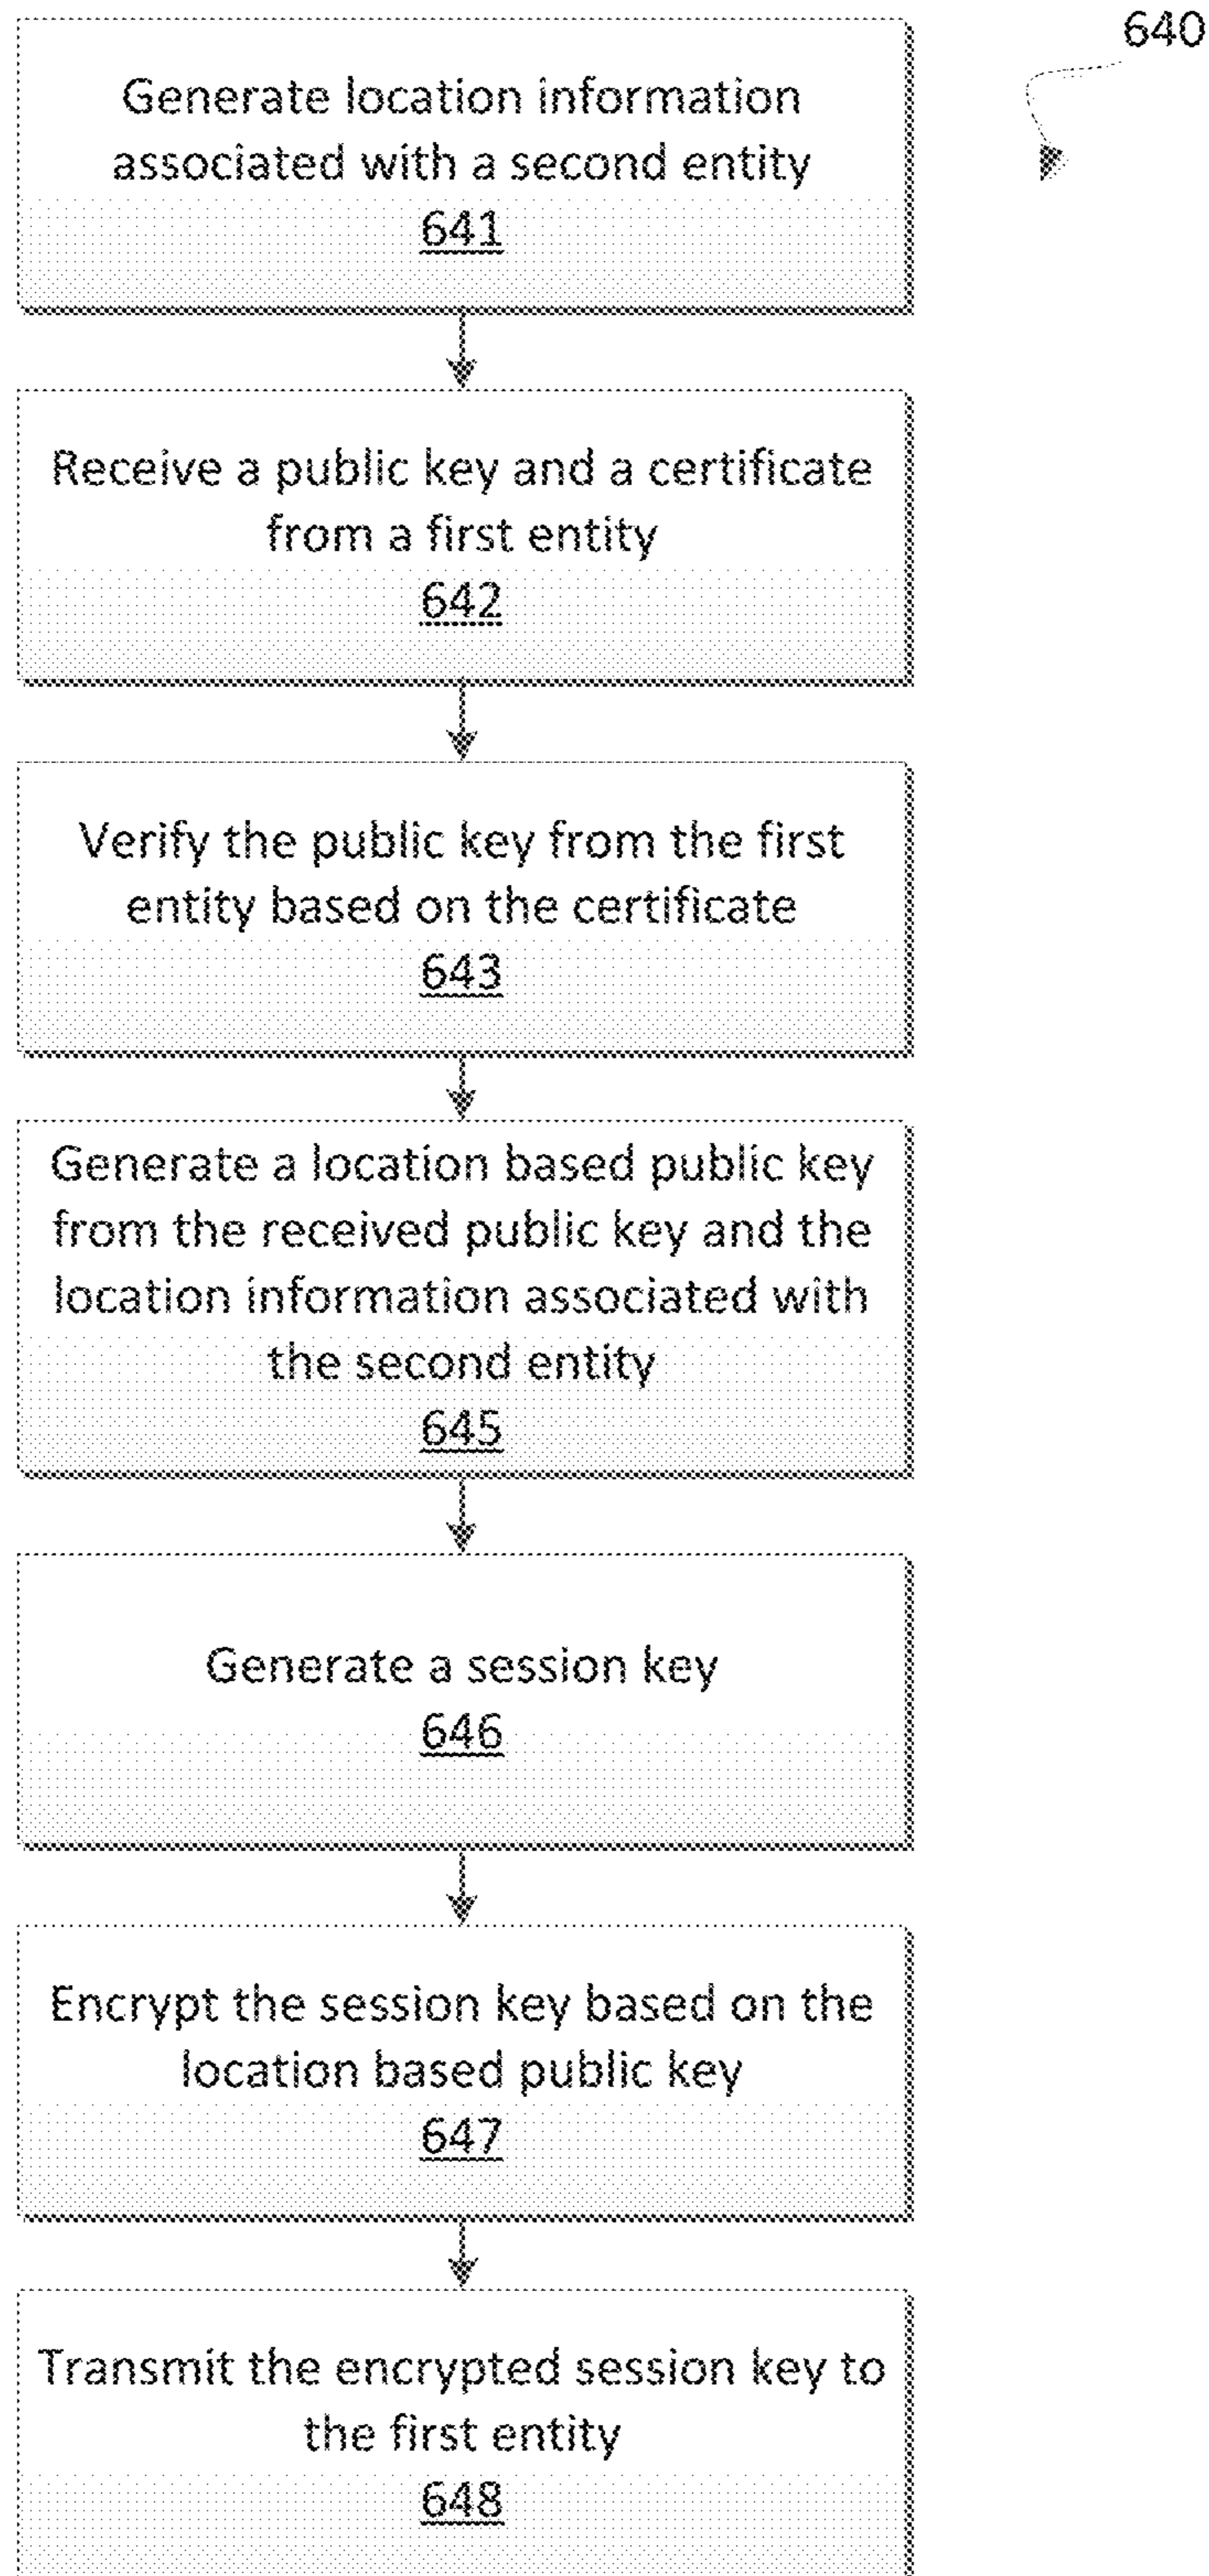 640
Generate location information
associated with a second entity
641
Receive a public key and a certificate
from a first entity
642
Verify the public key from the first
entity based on the certificate
643
Generate a location based public key
from the received public key and the
location information associated with
the second entity
645
Generate a session key
646
Encrypt the session key based on the
location based public key
647
Transmit the encrypted session key to
the first entity
648